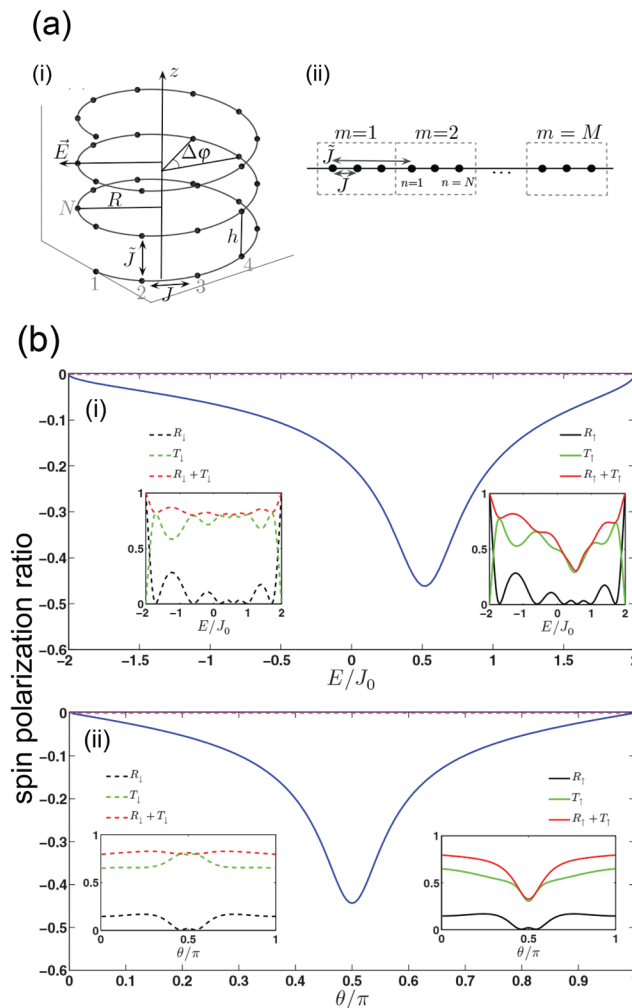 (a)
(i)
z
E⃗
Δφ
N
R
h
J̃
J
1
2
3
4
(ii)
m=1
m=2
m = M
J̃
J
n=1
n=N
...
(b)
spin polarization ratio
(i)
0
−0.1
−0.2
−0.3
−0.4
−0.5
−0.6
−2
−1.5
−1
−0.5
0
0.5
1
1.5
2
E/J₀
R↓
T↓
R↓ + T↓
1
0.5
0
−2
−1
0
1
2
E/J₀
R↑
T↑
R↑ + T↑
1
0.5
0
−2
−1
0
1
2
E/J₀
(ii)
0
−0.1
−0.2
−0.3
−0.4
−0.5
−0.6
0
0.1
0.2
0.3
0.4
0.5
0.6
0.7
0.8
0.9
θ/π
R↓
T↓
R↓ + T↓
1
0.5
0
0
0.5
1
θ/π
R↑
T↑
R↑ + T↑
1
0.5
0
0
0.5
1
θ/π